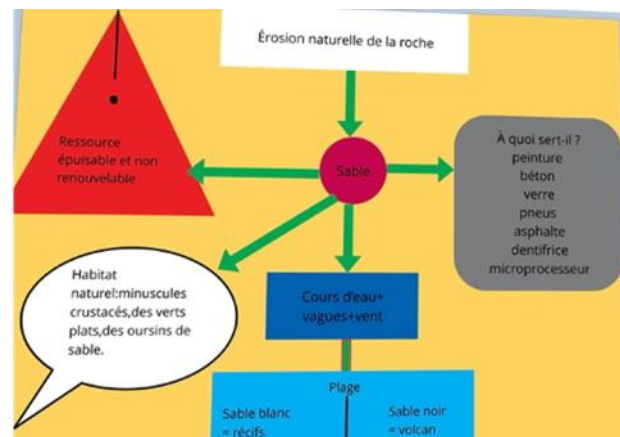 Érosion naturelle de la roche
Ressource
épuisable et non
renouvelable
Sable
À quoi sert-il ?
peinture
béton
verre
pneus
asphalte
dentifrice
microprocesseur
Habitat
naturel:minuscules
crustacés,des verts
plats,des oursins de
sable.
Cours d'eau+
vagues+vent
Plage
Sable blanc
= récifs
Sable noir
= volcan